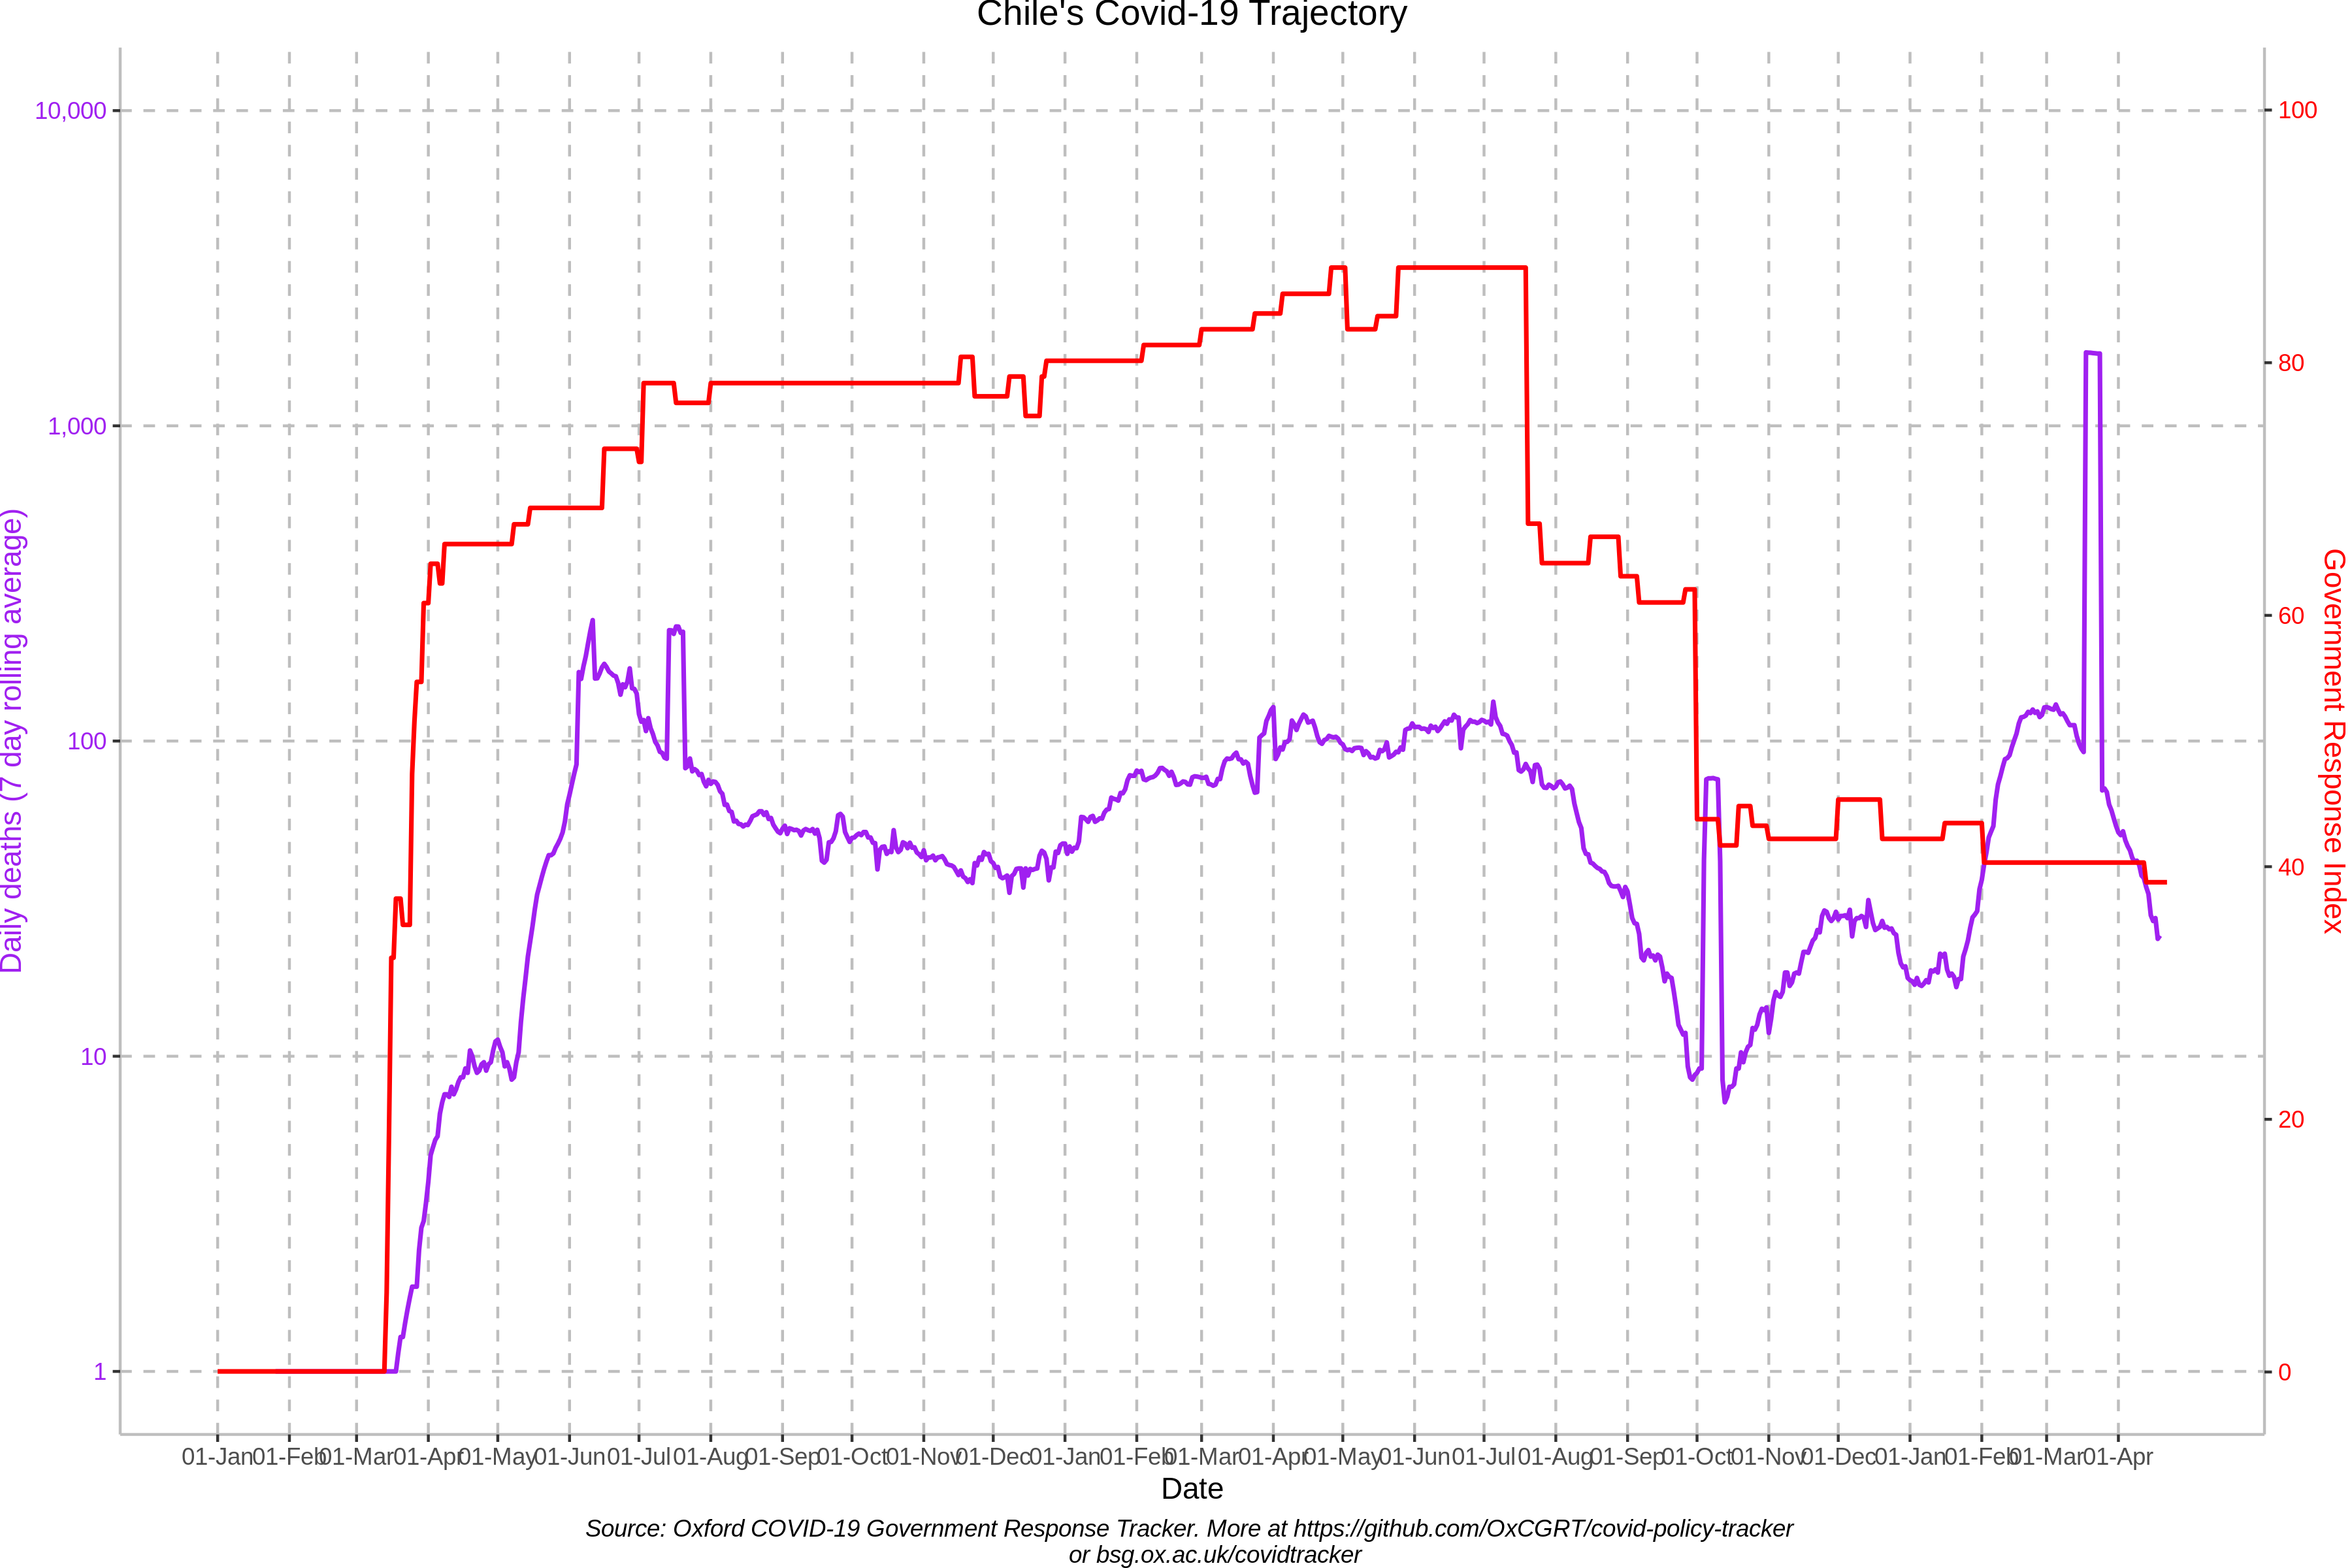 Chile's Covid-19 Trajectory
10,000
1,000
100
10
1
Daily deaths (7 day rolling average)
100
80
60
40
20
0
Government Response Index
01-Jan 01-Feb 01-Mar 01-Apr 01-May 01-Jun 01-Jul 01-Aug 01-Sep 01-Oct 01-Nov 01-Dec 01-Jan 01-Feb 01-Mar 01-Apr 01-May 01-Jun 01-Jul 01-Aug 01-Sep 01-Oct 01-Nov 01-Dec 01-Jan 01-Feb 01-Mar 01-Apr
Date
Source: Oxford COVID-19 Government Response Tracker. More at https://github.com/OxCGRT/covid-policy-tracker
or bsg.ox.ac.uk/covidtracker